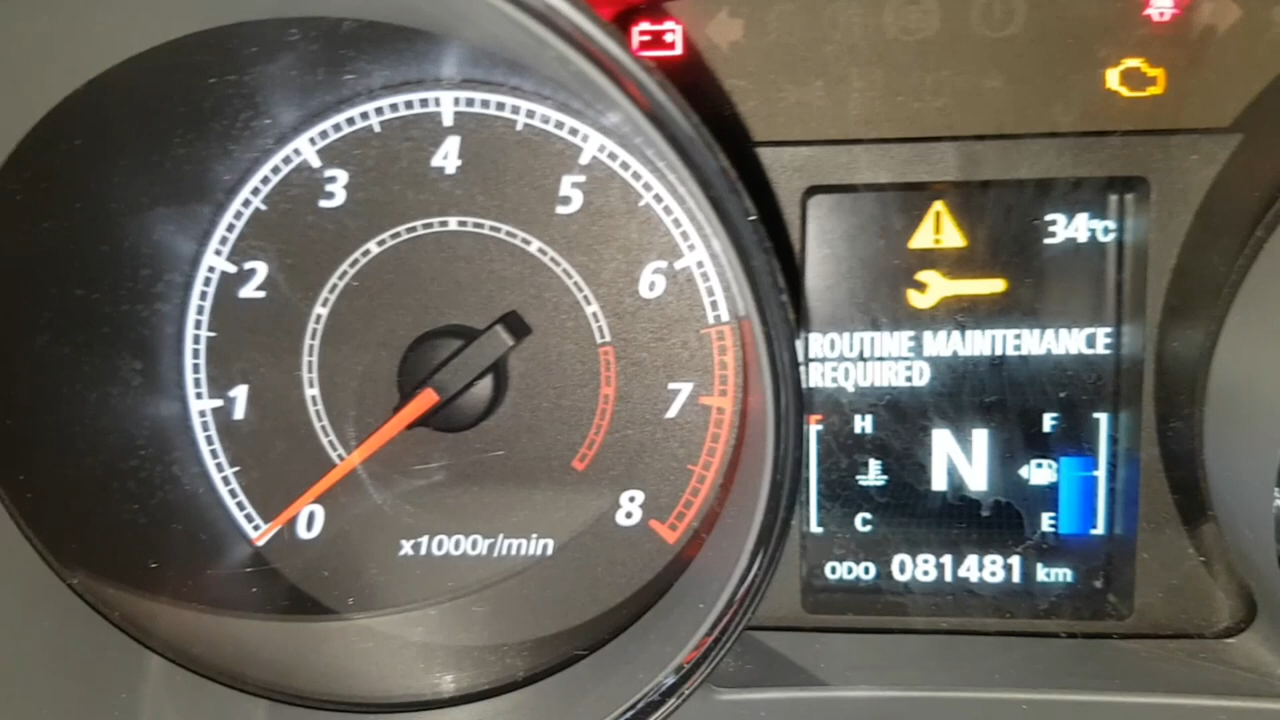 0
1
2
3
4
5
6
7
8
x1000r/min
34°C
ROUTINE MAINTENANCE
REQUIRED
H F
N
C E
ODO 081481 km